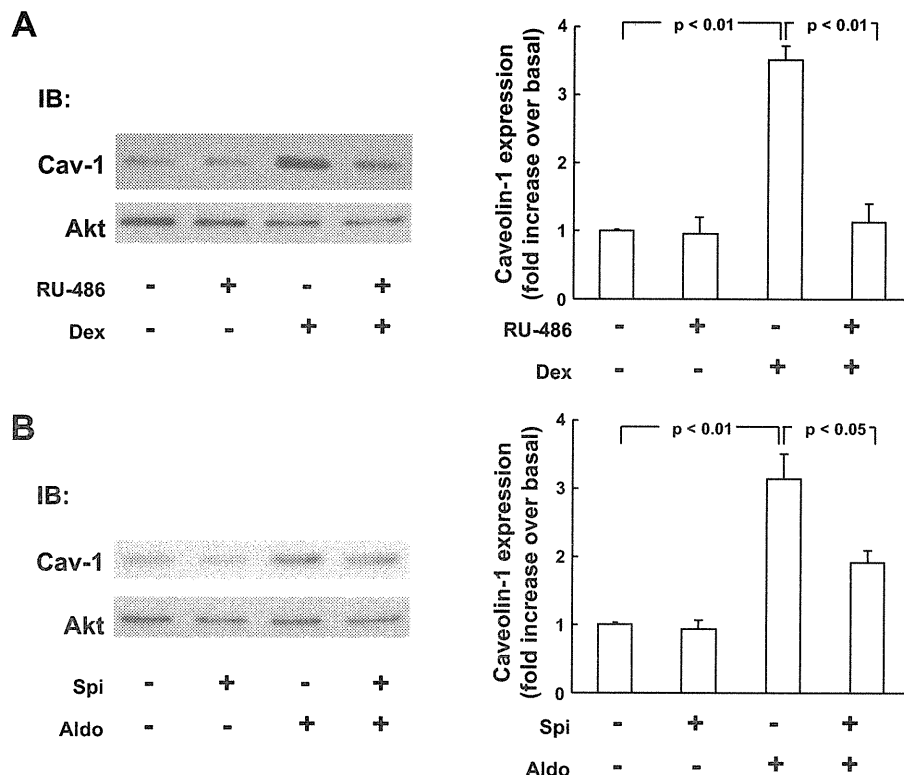 A
IB:
Cav-1
Akt
RU-486 - + - +
Dex - - + +
Caveolin-1 expression
(fold increase over basal)
4
3
2
1
0
p < 0.01 p < 0.01
RU-486 - + - +
Dex - - + +
B
IB:
Cav-1
Akt
Spi - + - +
Aldo - - + +
Caveolin-1 expression
(fold increase over basal)
4
3
2
1
0
p < 0.01 p < 0.05
Spi - + - +
Aldo - - + +